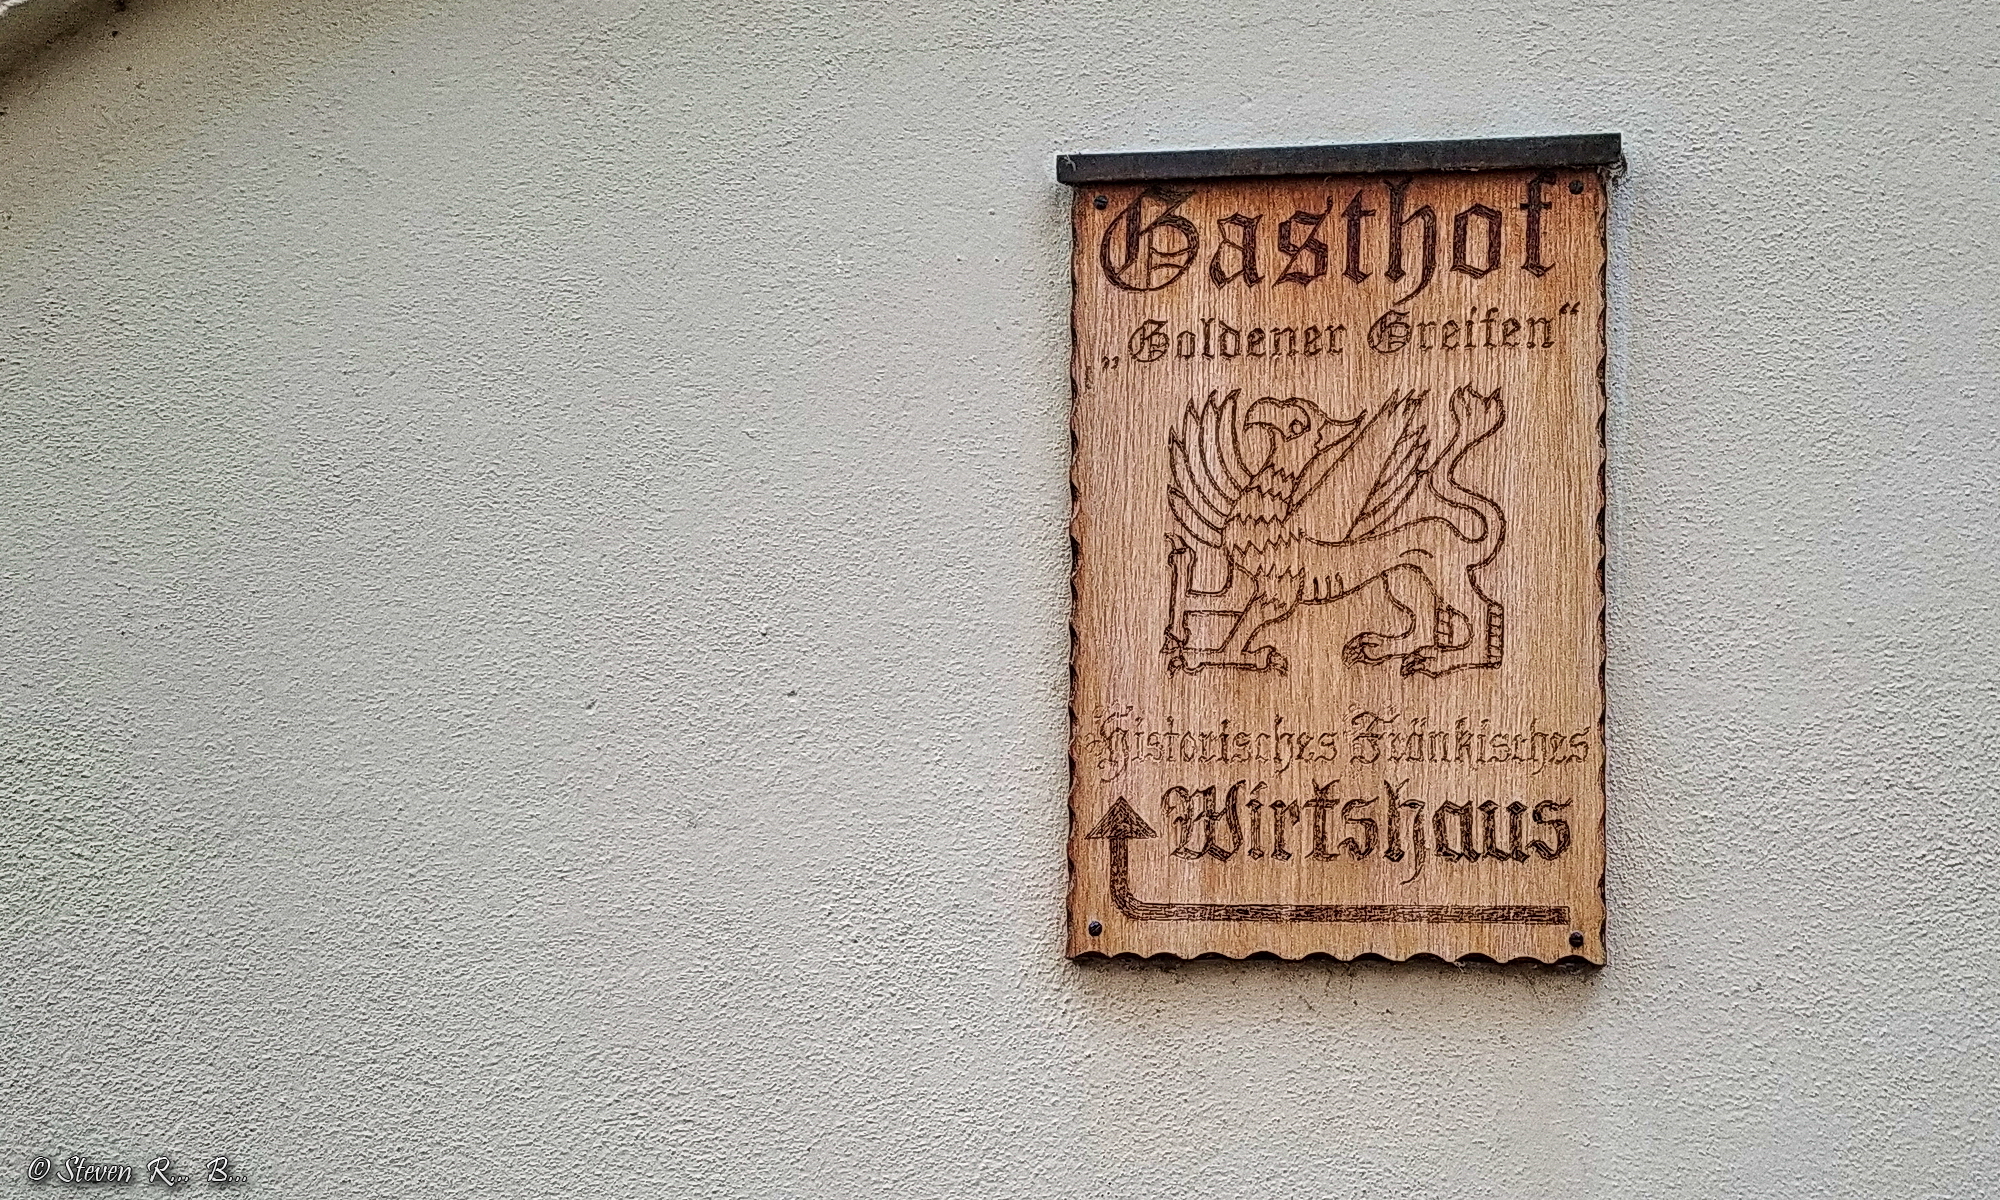 Gasthof
„Goldener Greifen“
Historisches Fränkisches
Wirtshaus
© Steven R... B...